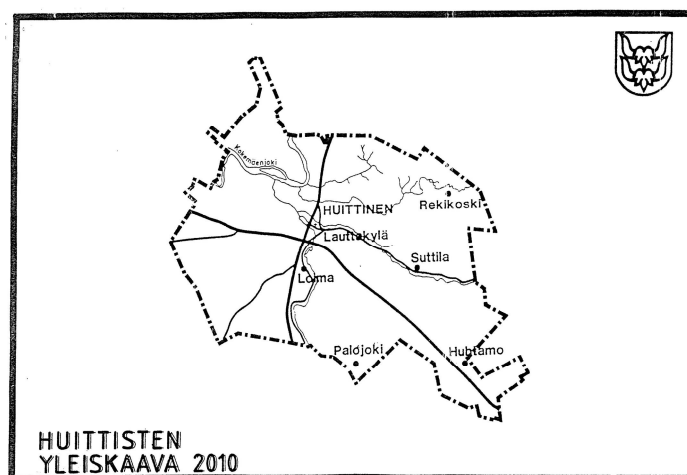 Kokemäenjoki
Rekikoski
HUITTINEN
Lauttakylä
Suttila
Loima
Palojoki
Huhtamo
HUITTISTEN
YLEISKAAVA 2010